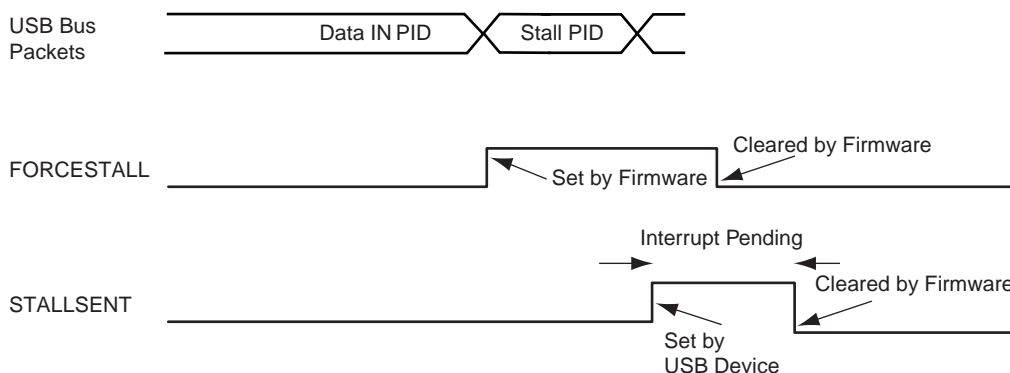 USB Bus
Packets
Data IN PID
Stall PID
FORCESTALL
Set by Firmware
Cleared by Firmware
Interrupt Pending
STALLSENT
Set by
USB Device
Cleared by Firmware